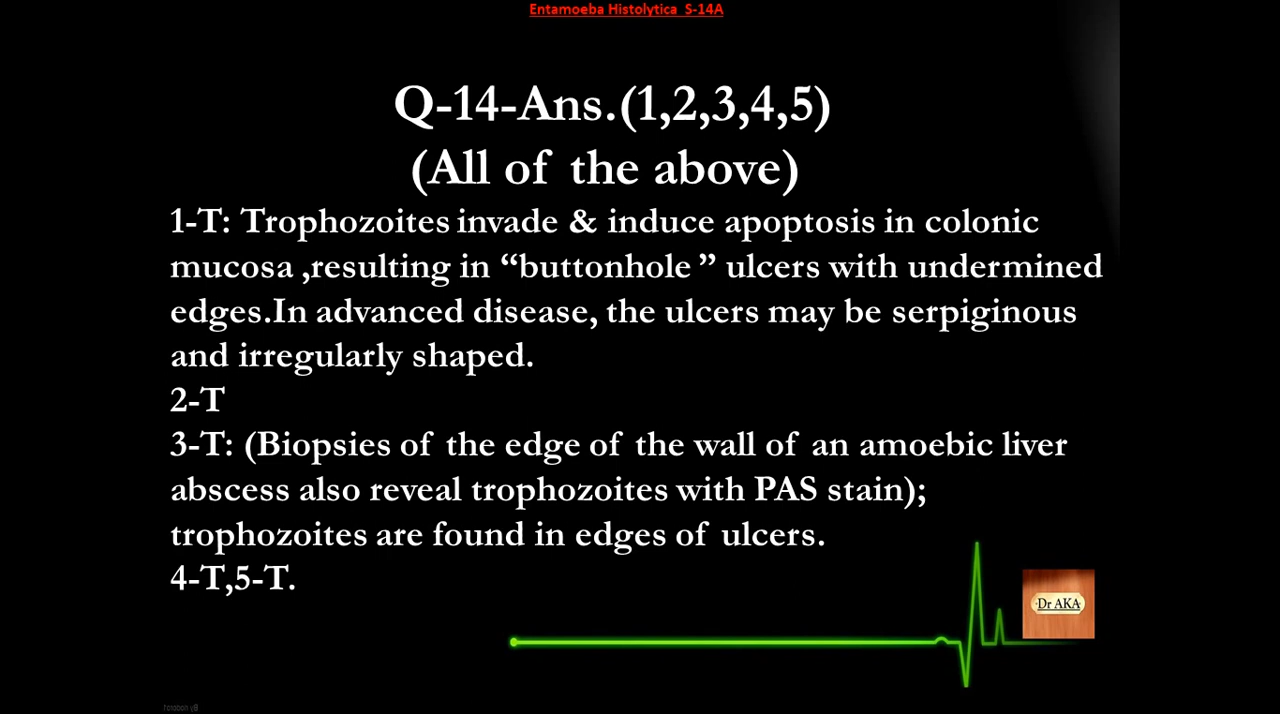 Entamoeba Histolytica S-14A
Q-14-Ans.(1,2,3,4,5)
(All of the above)
1-T: Trophozoites invade & induce apoptosis in colonic
mucosa ,resulting in “buttonhole ” ulcers with undermined
edges.In advanced disease, the ulcers may be serpiginous
and irregularly shaped.
2-T
3-T: (Biopsies of the edge of the wall of an amoebic liver
abscess also reveal trophozoites with PAS stain);
trophozoites are found in edges of ulcers.
4-T,5-T.
Dr AKA